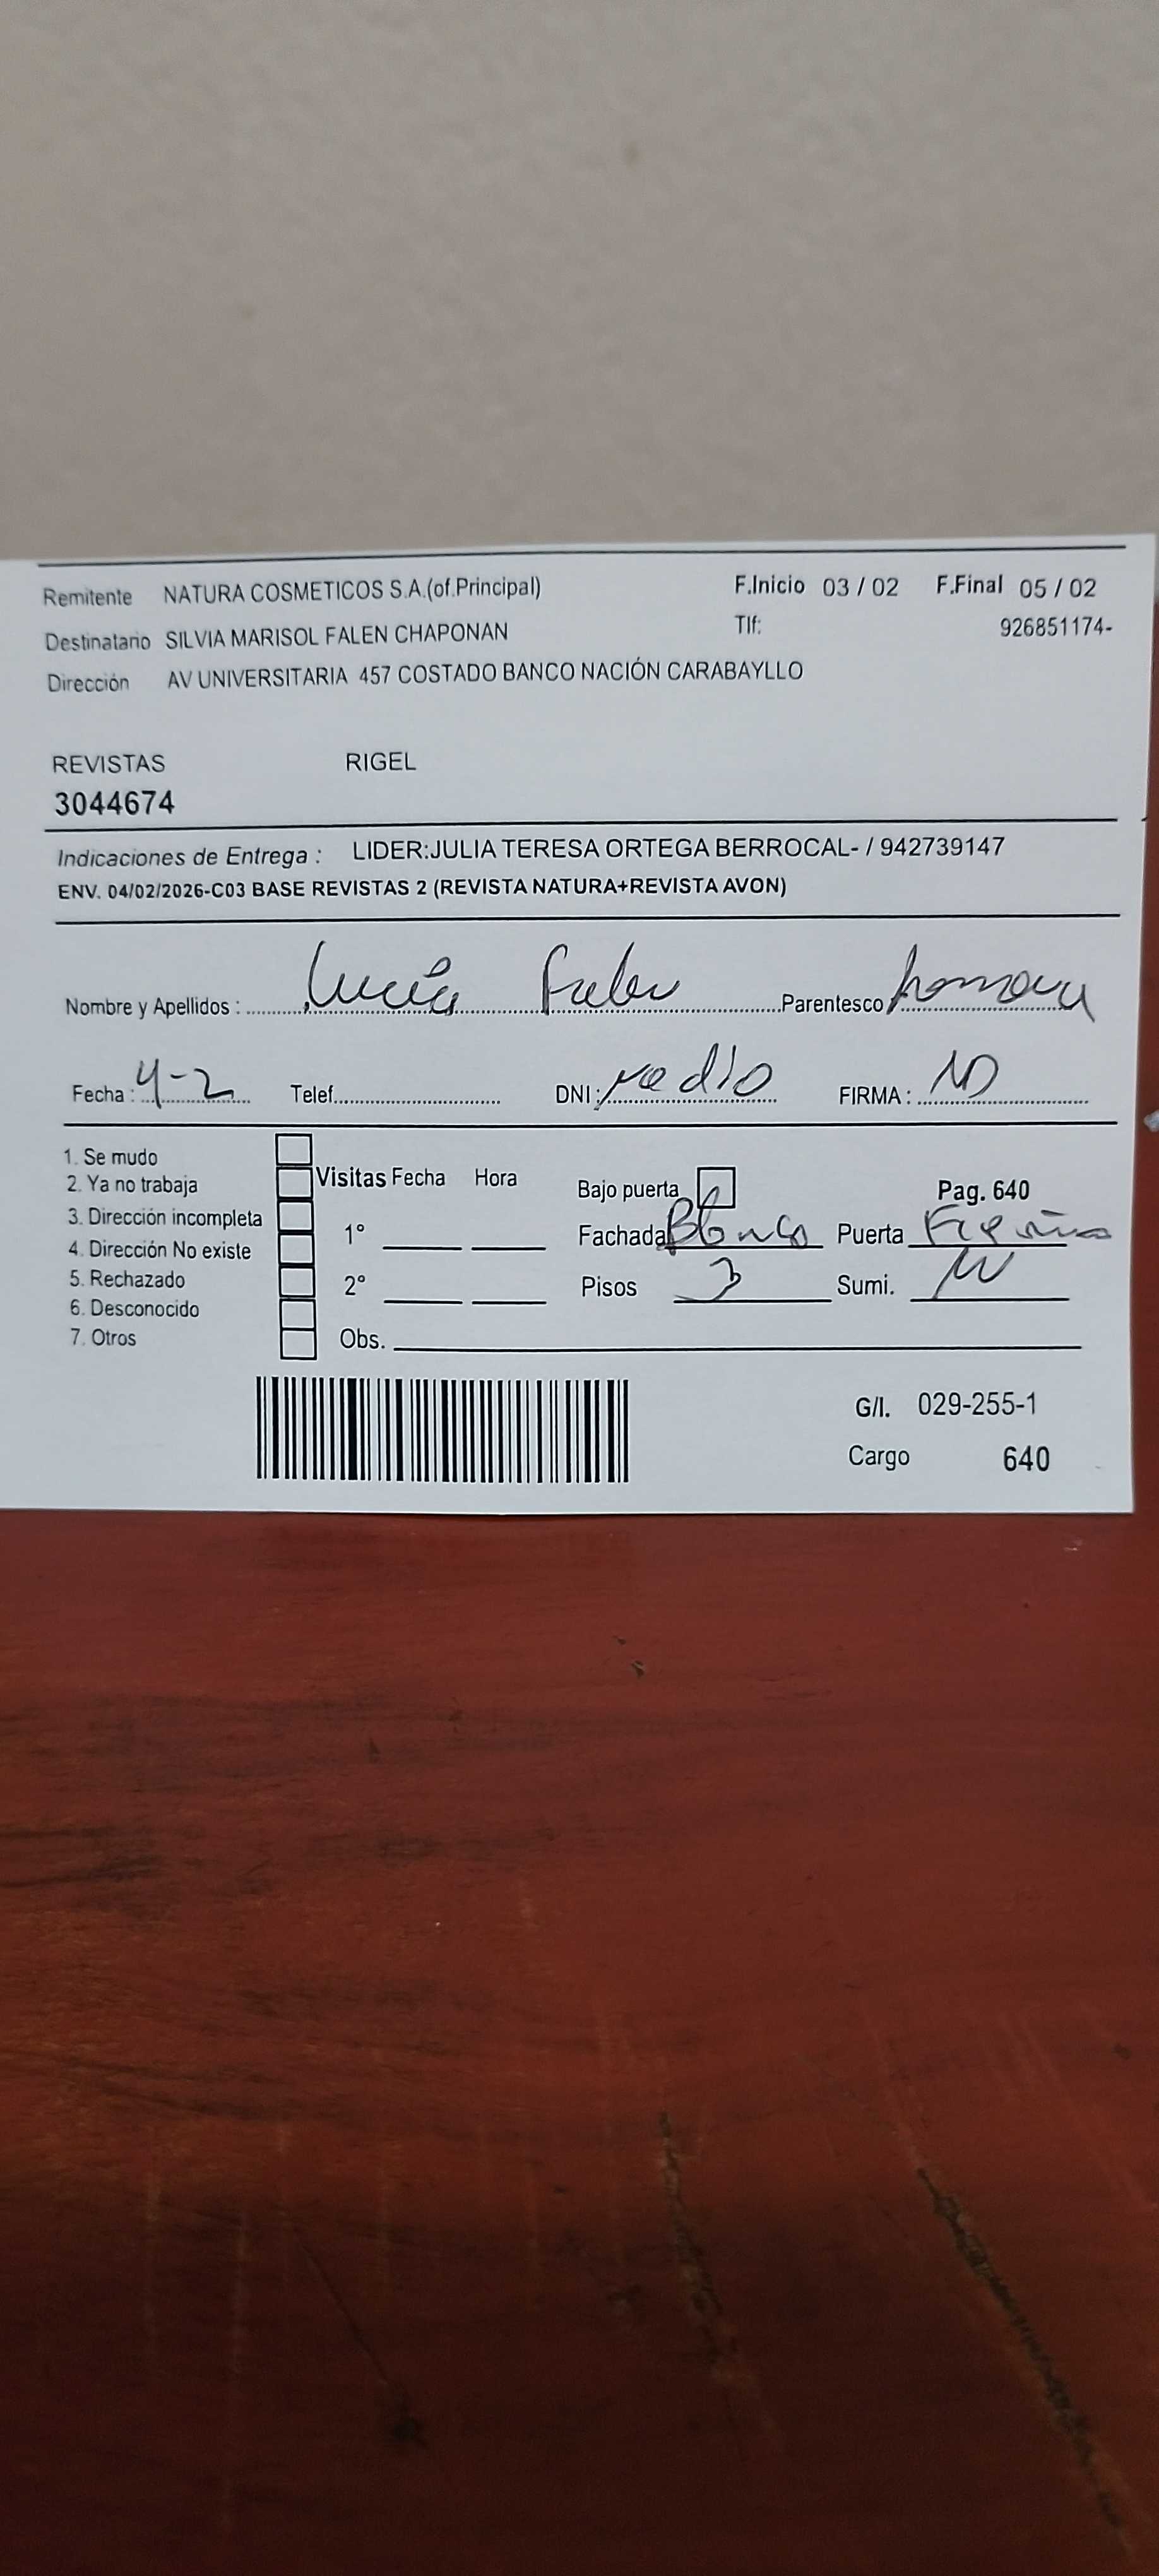 Remitente NATURA COSMETICOS S.A.(of.Principal) F.Inicio 03 / 02 F.Final 05 / 02
Destinatario SILVIA MARISOL FALEN CHAPONAN Tlf: 926851174-
Dirección AV UNIVERSITARIA 457 COSTADO BANCO NACIÓN CARABAYLLO
REVISTAS RIGEL
3044674
Indicaciones de Entrega : LIDER:JULIA TERESA ORTEGA BERROCAL- / 942739147
ENV. 04/02/2026-C03 BASE REVISTAS 2 (REVISTA NATURA+REVISTA AVON)
Nombre y Apellidos : Lucía Falen Parentesco
Fecha : 4-2 Telef. DNI : FIRMA :
1. Se mudo
2. Ya no trabaja Visitas Fecha Hora Bajo puerta Pag. 640
3. Dirección incompleta 1° Fachada Blanco Puerta
4. Dirección No existe
5. Rechazado 2° Pisos 3 Sumi.
6. Desconocido
7. Otros Obs.
G/I. 029-255-1
Cargo 640